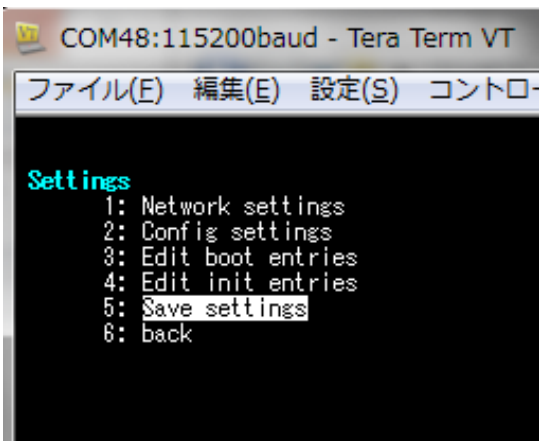 COM48:115200baud - Tera Term VT
ファイル(F) 編集(E) 設定(S) コントロー
Settings
1: Network settings
2: Config settings
3: Edit boot entries
4: Edit init entries
5: Save settings
6: back